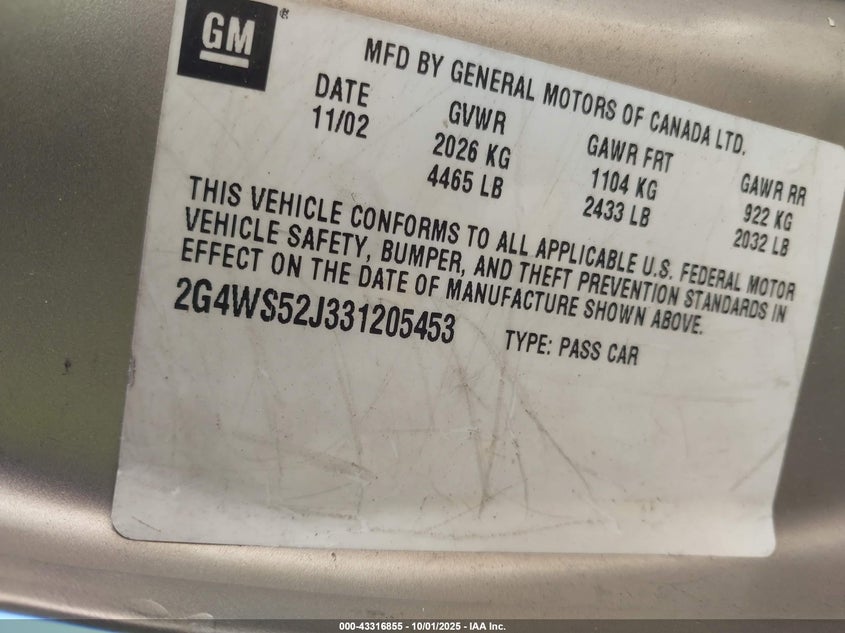 GM ®
MFD BY GENERAL MOTORS OF CANADA LTD.
DATE GVWR GAWR FRT GAWR RR
11/02 2026 KG 1104 KG 922 KG
4465 LB 2433 LB 2032 LB
THIS VEHICLE CONFORMS TO ALL APPLICABLE U.S. FEDERAL MOTOR
VEHICLE SAFETY, BUMPER, AND THEFT PREVENTION STANDARDS IN
EFFECT ON THE DATE OF MANUFACTURE SHOWN ABOVE.
2G4WS52J331205453 TYPE: PASS CAR
000-43316855 - 10/01/2025 - IAA Inc.